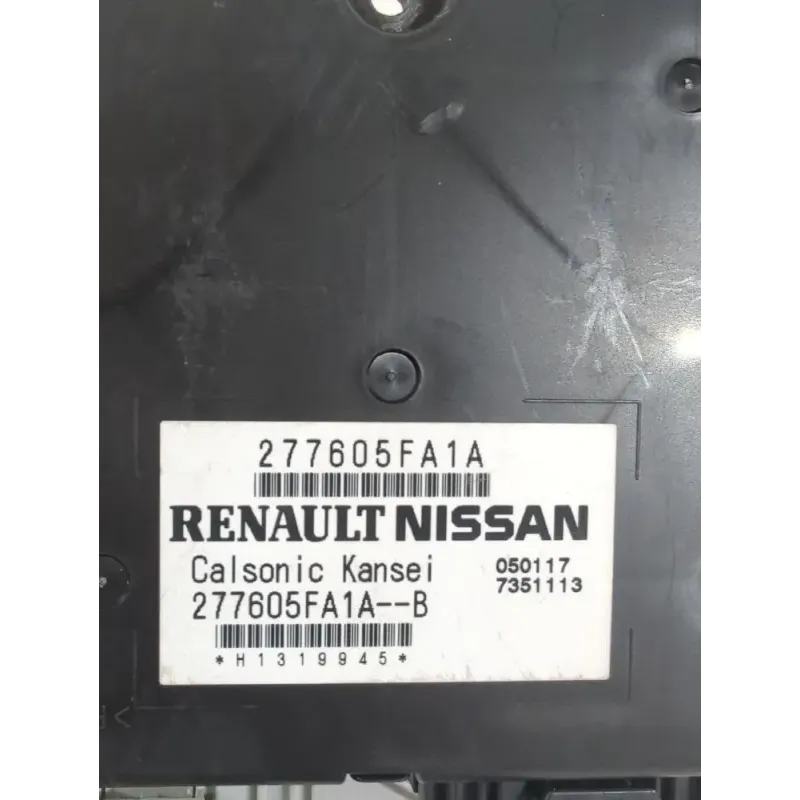 277605FA1A
RENAULT NISSAN
Calsonic Kansei 050117
277605FA1A--B 7351113
*H1319945*